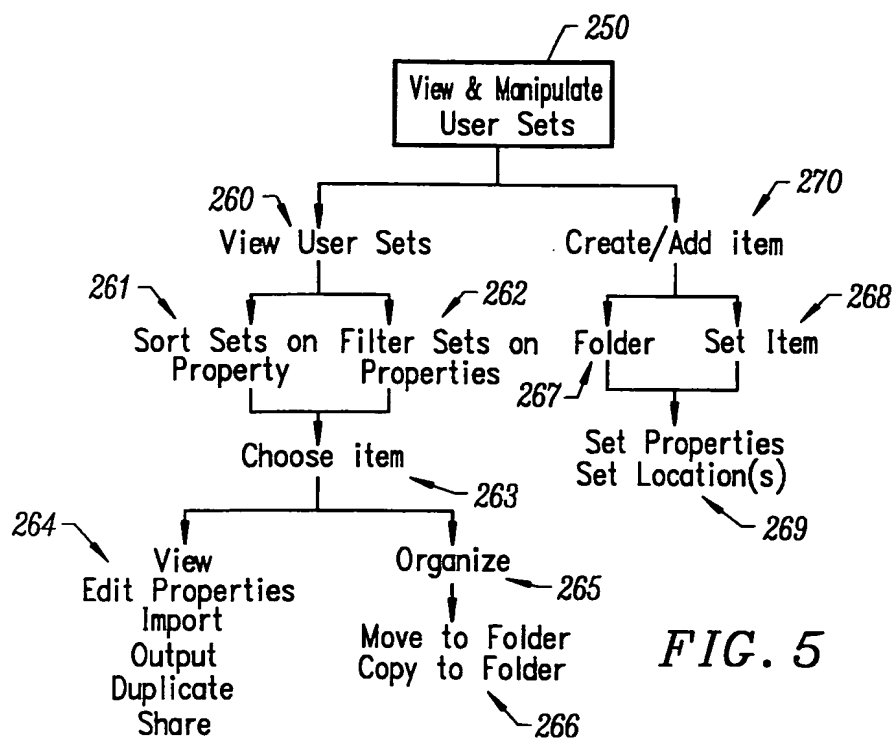 250
View & Manipulate
User Sets
260
270
View User Sets
Create/Add item
261
262
268
Sort Sets on
Property
Filter Sets on
Properties
Folder
Set Item
267
Choose item
263
Set Properties
Set Location(s)
269
264
View
Edit Properties
Import
Output
Duplicate
Share
Organize
265
Move to Folder
Copy to Folder
266
FIG. 5